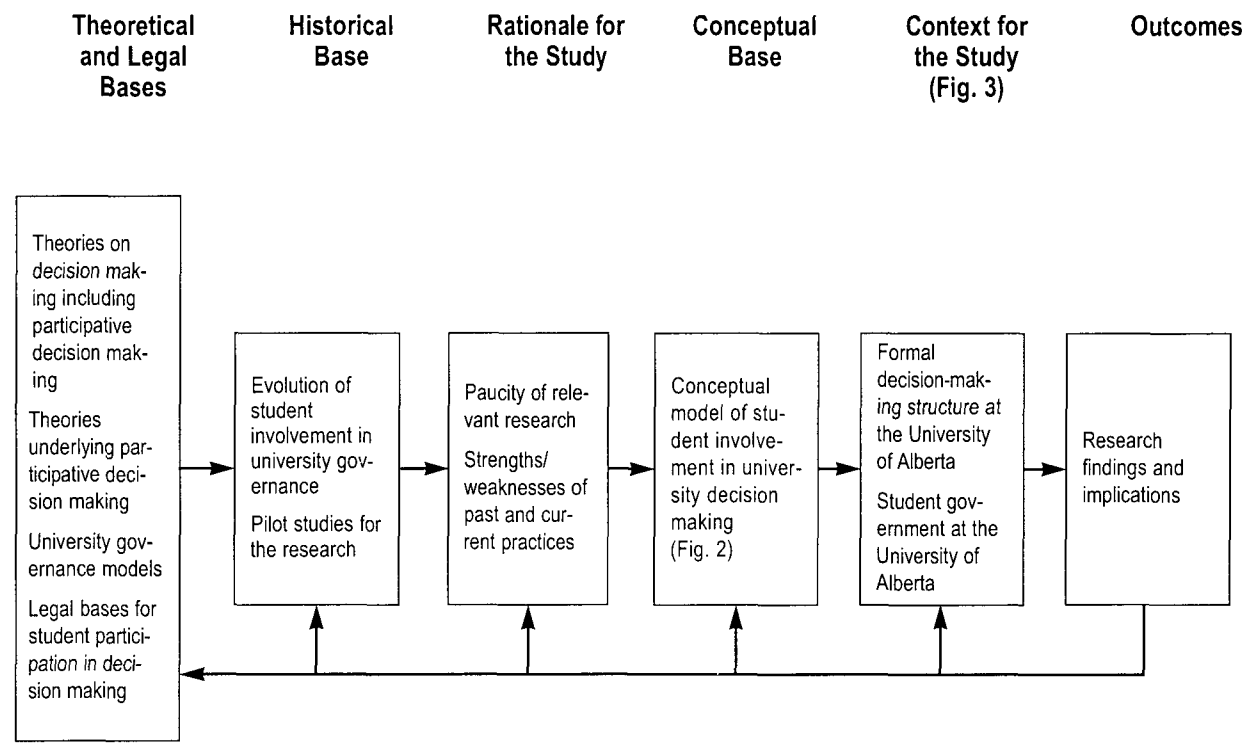 Theoretical
and Legal
Bases
Historical
Base
Rationale for
the Study
Conceptual
Base
Context for
the Study
(Fig. 3)
Outcomes
Theories on
decision mak-
ing including
participative
decision mak-
ing
Theories
underlying par-
ticipative deci-
sion making
University gov-
ernance models
Legal bases for
student partici-
pation in deci-
sion making
Evolution of
student
involvement in
university gov-
ernance
Pilot studies for
the research
Paucity of rele-
vant research
Strengths/
weaknesses of
past and cur-
rent practices
Conceptual
model of stu-
dent involve-
ment in univer-
sity decision
making
(Fig. 2)
Formal
decision-mak-
ing structure at
the University
of Alberta
Student gov-
ernment at the
University of
Alberta
Research
findings and
implications